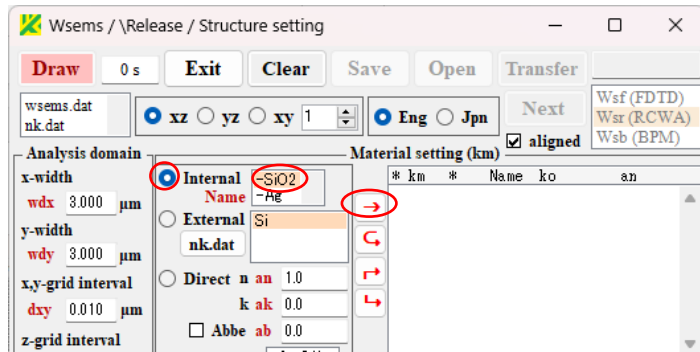 Wsems / \Release / Structure setting
Draw 0 s Exit Clear Save Open Transfer
wsems.dat
nk.dat
xz yz xy 1 Eng Jpn Next
aligned
Wsf (FDTD)
Wsr (RCWA)
Wsb (BPM)
Analysis domain
x-width
wdx 3.000 μm
y-width
wdy 3.000 μm
x,y-grid interval
dxy 0.010 μm
z-grid interval
Internal
Name
-SiO2
-Ag
External
Si
nk.dat
Direct n an 1.0
k ak 0.0
Abbe ab 0.0
Material setting (km)
* km * Name ko an